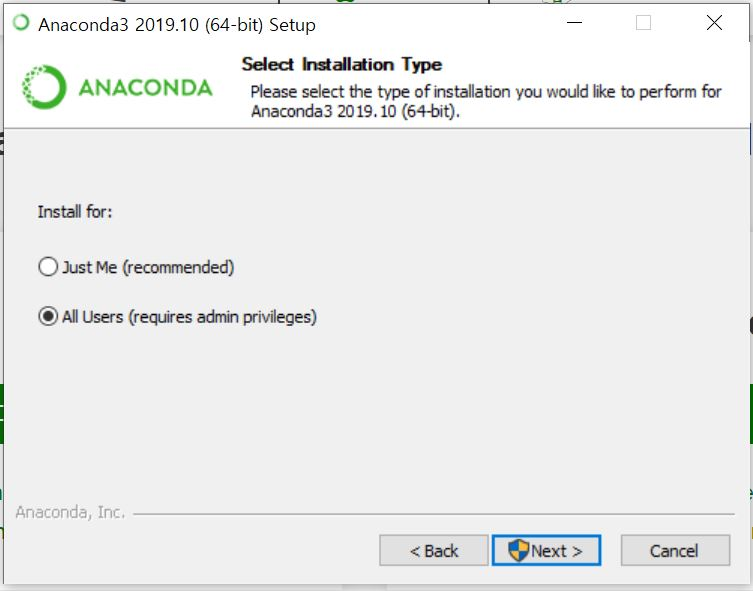 Anaconda3 2019.10 (64-bit) Setup
ANACONDA
Select Installation Type
Please select the type of installation you would like to perform for
Anaconda3 2019.10 (64-bit).
Install for:
Just Me (recommended)
All Users (requires admin privileges)
Anaconda, Inc.
< Back
Next >
Cancel